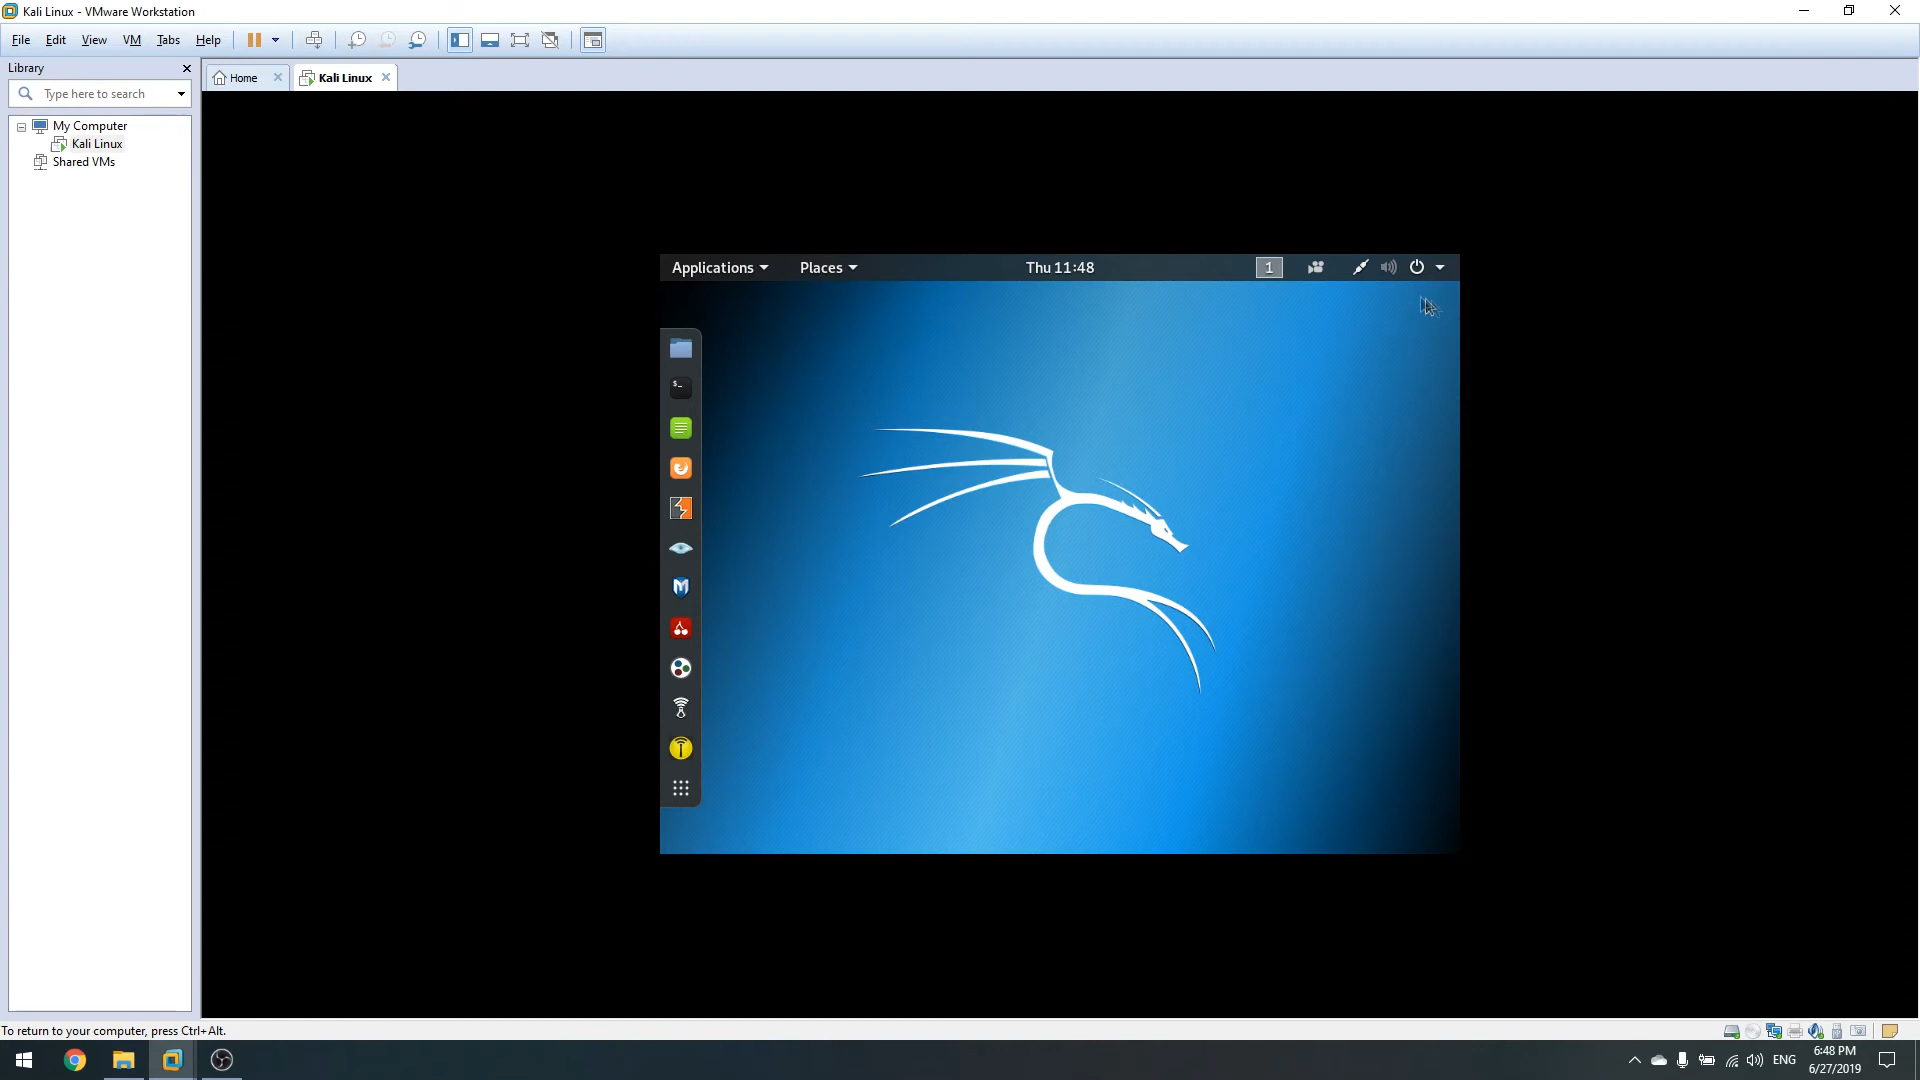 Kali Linux - VMware Workstation
File Edit View VM Tabs Help
Library
Type here to search
My Computer
Kali Linux
Shared VMs
Home
Kali Linux
Applications Places Thu 11:48 1
$_
To return to your computer, press Ctrl+Alt.
ENG
6:48 PM
6/27/2019